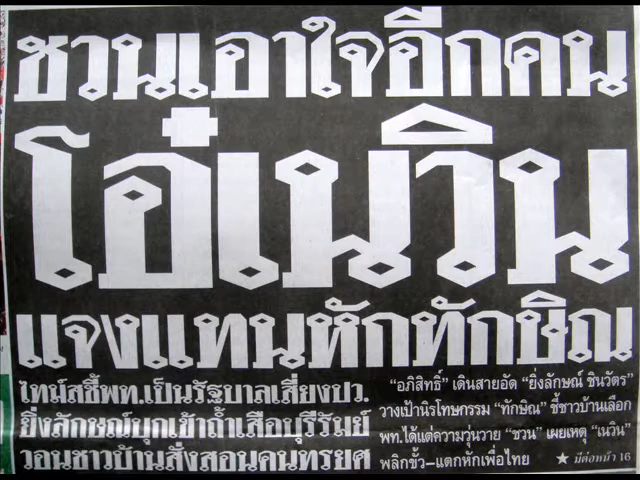 ชวนเอาใจอีกคน
โอ๋เนวิน
แจงแทนหักทักษิณ
ไทม์สชี้พท.เป็นรัฐบาลเสี่ยงปว.
ยิ่งลักษณ์บุกเข้าถ้ำเสือบุรีรัมย์
วอนชาวบ้านสั่งสอนคนทรยศ
“อภิสิทธิ์” เดินสายอัด “ยิ่งลักษณ์ ชินวัตร”
วางเป้านิรโทษกรรม “ทักษิณ” ชี้ชาวบ้านเลือก
พท.ได้แต่ความวุ่นวาย “ชวน” เผยเหตุ “เนวิน”
พลิกขั้ว–แตกหักเพื่อไทย ★ มีต่อหน้า 16